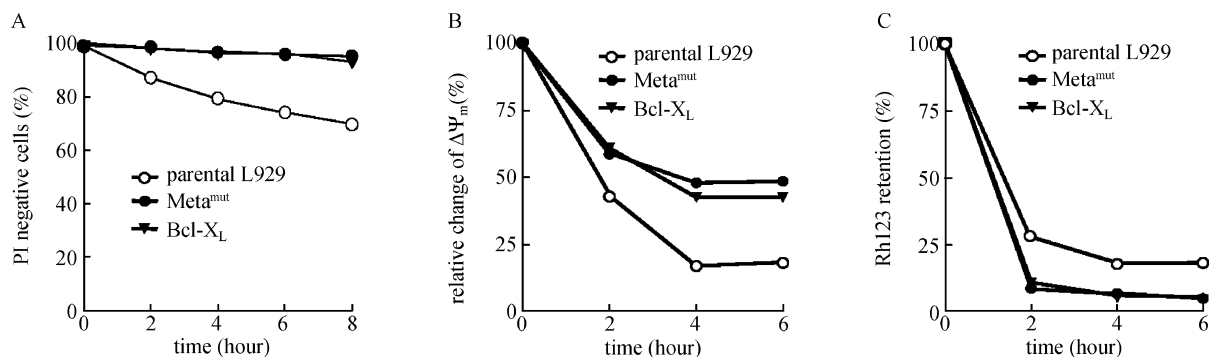 A
PI negative cells (%)
100
80
60
40
20
0
parental L929
Meta^mut
Bcl-X_L
0 2 4 6 8
time (hour)
B
relative change of ΔΨ_m(%)
100
75
50
25
0
parental L929
Meta^mut
Bcl-X_L
0 2 4 6
time (hour)
C
Rh123 retention (%)
100
75
50
25
0
parental L929
Meta^mut
Bcl-X_L
0 2 4 6
time (hour)